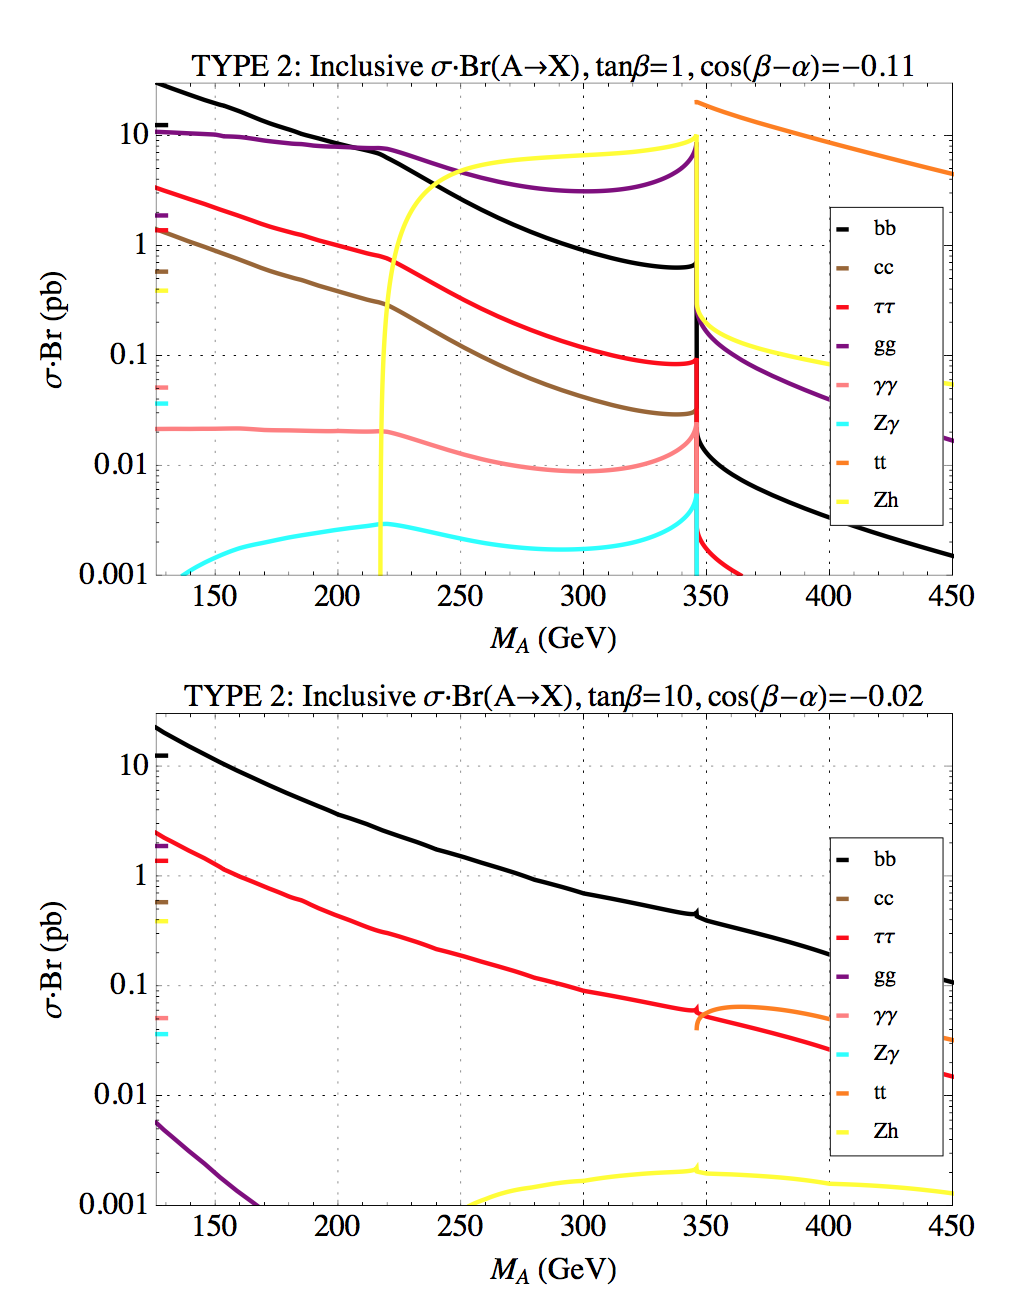 TYPE 2: Inclusive σ·Br(A→X), tanβ=1, cos(β−α)=−0.11
10
1
0.1
0.01
0.001
σ·Br (pb)
bb
cc
ττ
gg
γγ
Zγ
tt
Zh
150 200 250 300 350 400 450
M_A (GeV)
TYPE 2: Inclusive σ·Br(A→X), tanβ=10, cos(β−α)=−0.02
10
1
0.1
0.01
0.001
σ·Br (pb)
bb
cc
ττ
gg
γγ
Zγ
tt
Zh
150 200 250 300 350 400 450
M_A (GeV)